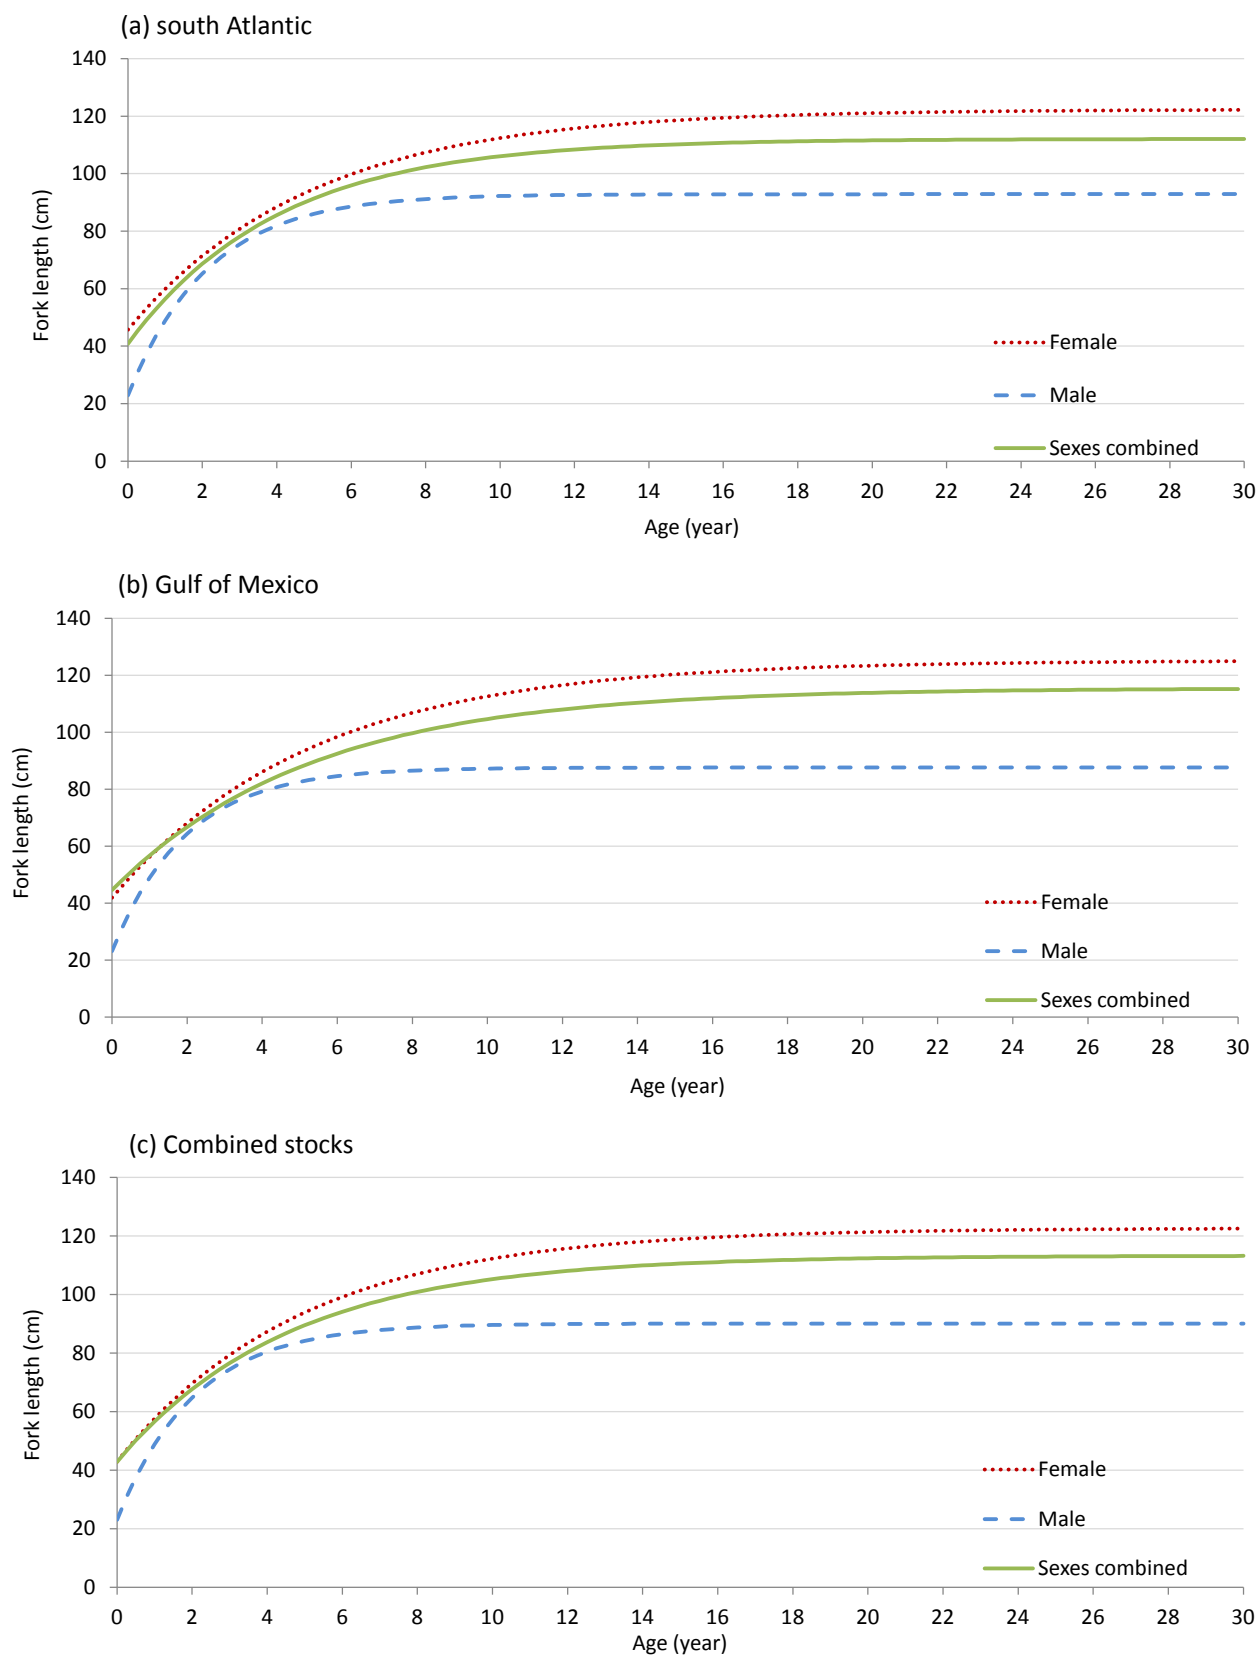 (a) south Atlantic
140
120
100
80
60
40
20
0
Fork length (cm)
Female
Male
Sexes combined
0 2 4 6 8 10 12 14 16 18 20 22 24 26 28 30
Age (year)
(b) Gulf of Mexico
140
120
100
80
60
40
20
0
Fork length (cm)
Female
Male
Sexes combined
0 2 4 6 8 10 12 14 16 18 20 22 24 26 28 30
Age (year)
(c) Combined stocks
140
120
100
80
60
40
20
0
Fork length (cm)
Female
Male
Sexes combined
0 2 4 6 8 10 12 14 16 18 20 22 24 26 28 30
Age (year)